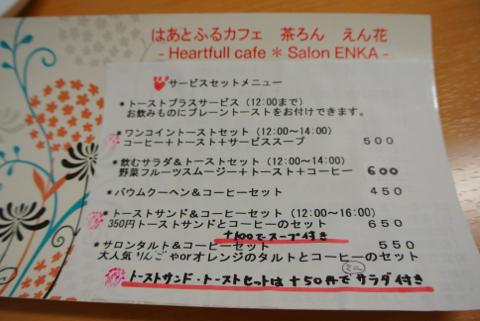 はあとふるカフェ 茶ろん えん花
- Heartfull cafe * Salon ENKA -
サービスセットメニュー
*トーストプラスサービス(12:00まで)
お飲みものにプレーントーストをお付けできます。
*ワンコイントーストセット(12:00～14:00)
コーヒー+トースト+サービススープ 500
*飲むサラダ&トーストセット(12:00～14:00)
野菜フルーツスムージー+トースト+コーヒー 600
*バウムクーヘン&コーヒーセット 450
*トーストサンド&コーヒーセット(12:00～16:00)
350円トーストサンドとコーヒーのセット 650
+100でスープ付き
*サロンタルト&コーヒーセット 550
大人気りんごやorオレンジのタルトとコーヒーのセット
トーストサンド・トーストセットは+50円でミニサラダ付き